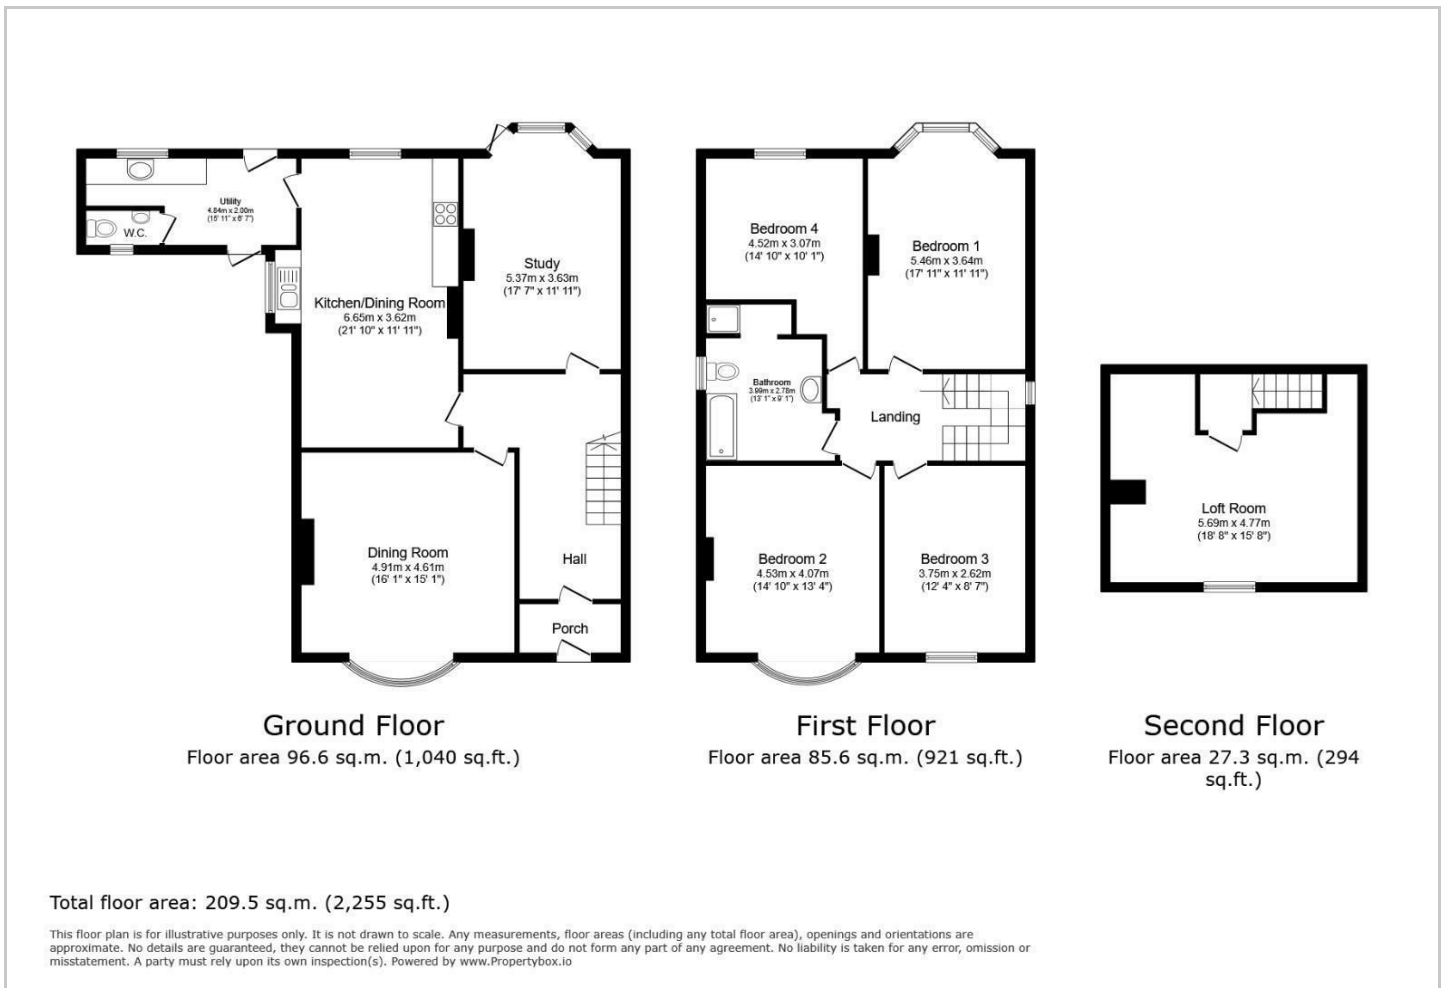 Utility
4.84m x 2.00m
(15' 11" x 6' 7")
W.C.
Kitchen/Dining Room
6.65m x 3.62m
(21' 10" x 11' 11")
Study
5.37m x 3.63m
(17' 7" x 11' 11")
Dining Room
4.91m x 4.61m
(16' 1" x 15' 1")
Hall
Porch
Bedroom 4
4.52m x 3.07m
(14' 10" x 10' 1")
Bedroom 1
5.46m x 3.64m
(17' 11" x 11' 11")
Bathroom
3.99m x 2.78m
(13' 1" x 9' 1")
Landing
Bedroom 2
4.53m x 4.07m
(14' 10" x 13' 4")
Bedroom 3
3.75m x 2.62m
(12' 4" x 8' 7")
Loft Room
5.69m x 4.77m
(18' 8" x 15' 8")
Ground Floor
Floor area 96.6 sq.m. (1,040 sq.ft.)
First Floor
Floor area 85.6 sq.m. (921 sq.ft.)
Second Floor
Floor area 27.3 sq.m. (294
sq.ft.)
Total floor area: 209.5 sq.m. (2,255 sq.ft.)
This floor plan is for illustrative purposes only. It is not drawn to scale. Any measurements, floor areas (including any total floor area), openings and orientations are
approximate. No details are guaranteed, they cannot be relied upon for any purpose and do not form any part of any agreement. No liability is taken for any error, omission or
misstatement. A party must rely upon its own inspection(s). Powered by www.Propertybox.io